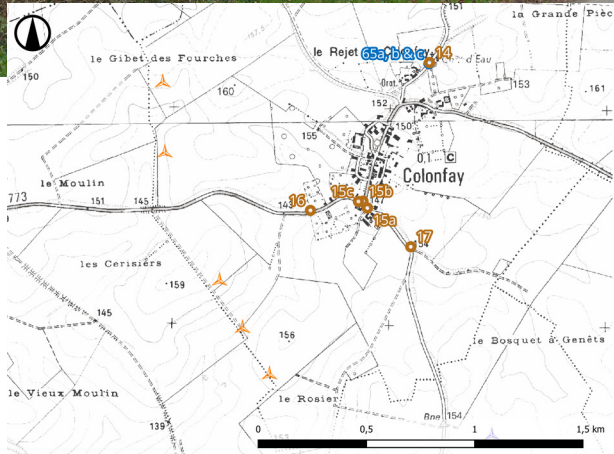 151
la Grande Pièc
le Gibet des Fourches
le Rejet
65a, b & c
14
d'Eau
150
160
Orat.
153
161
152
155
150
0,1 C
Colonfay
le Moulin
773
151
145
143
16
15c
15b
15a
17
154
les Cerisiers
159
145
156
le Bosquet à Genêts
le Vieux Moulin
le Rosier
139
Bne 154
153
0
0,5
1
1,5 km